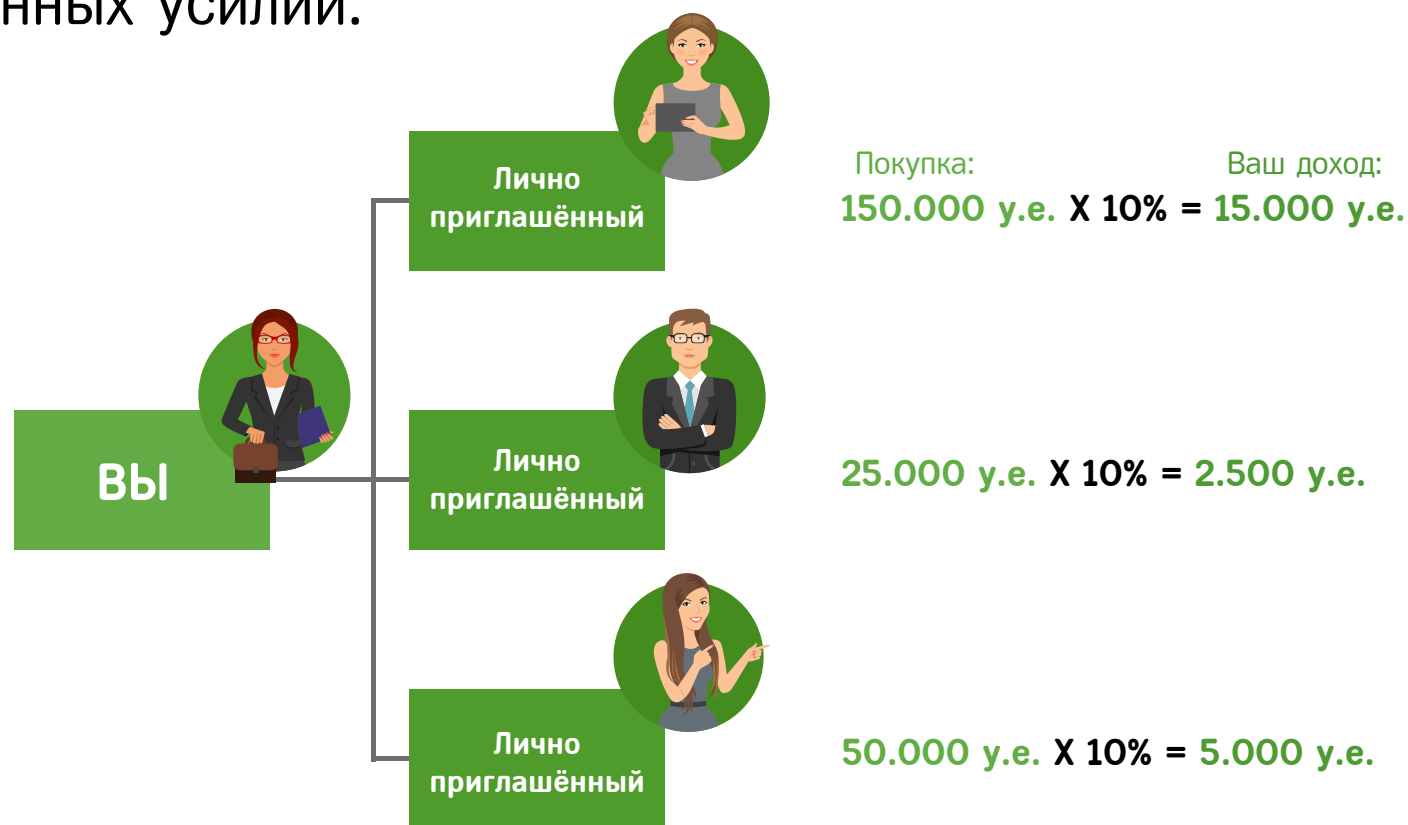 усилий.
Лично
приглашённый
Покупка: Ваш доход:
150.000 у.е. X 10% = 15.000 у.е.
ВЫ
Лично
приглашённый
25.000 у.е. X 10% = 2.500 у.е.
Лично
приглашённый
50.000 у.е. X 10% = 5.000 у.е.